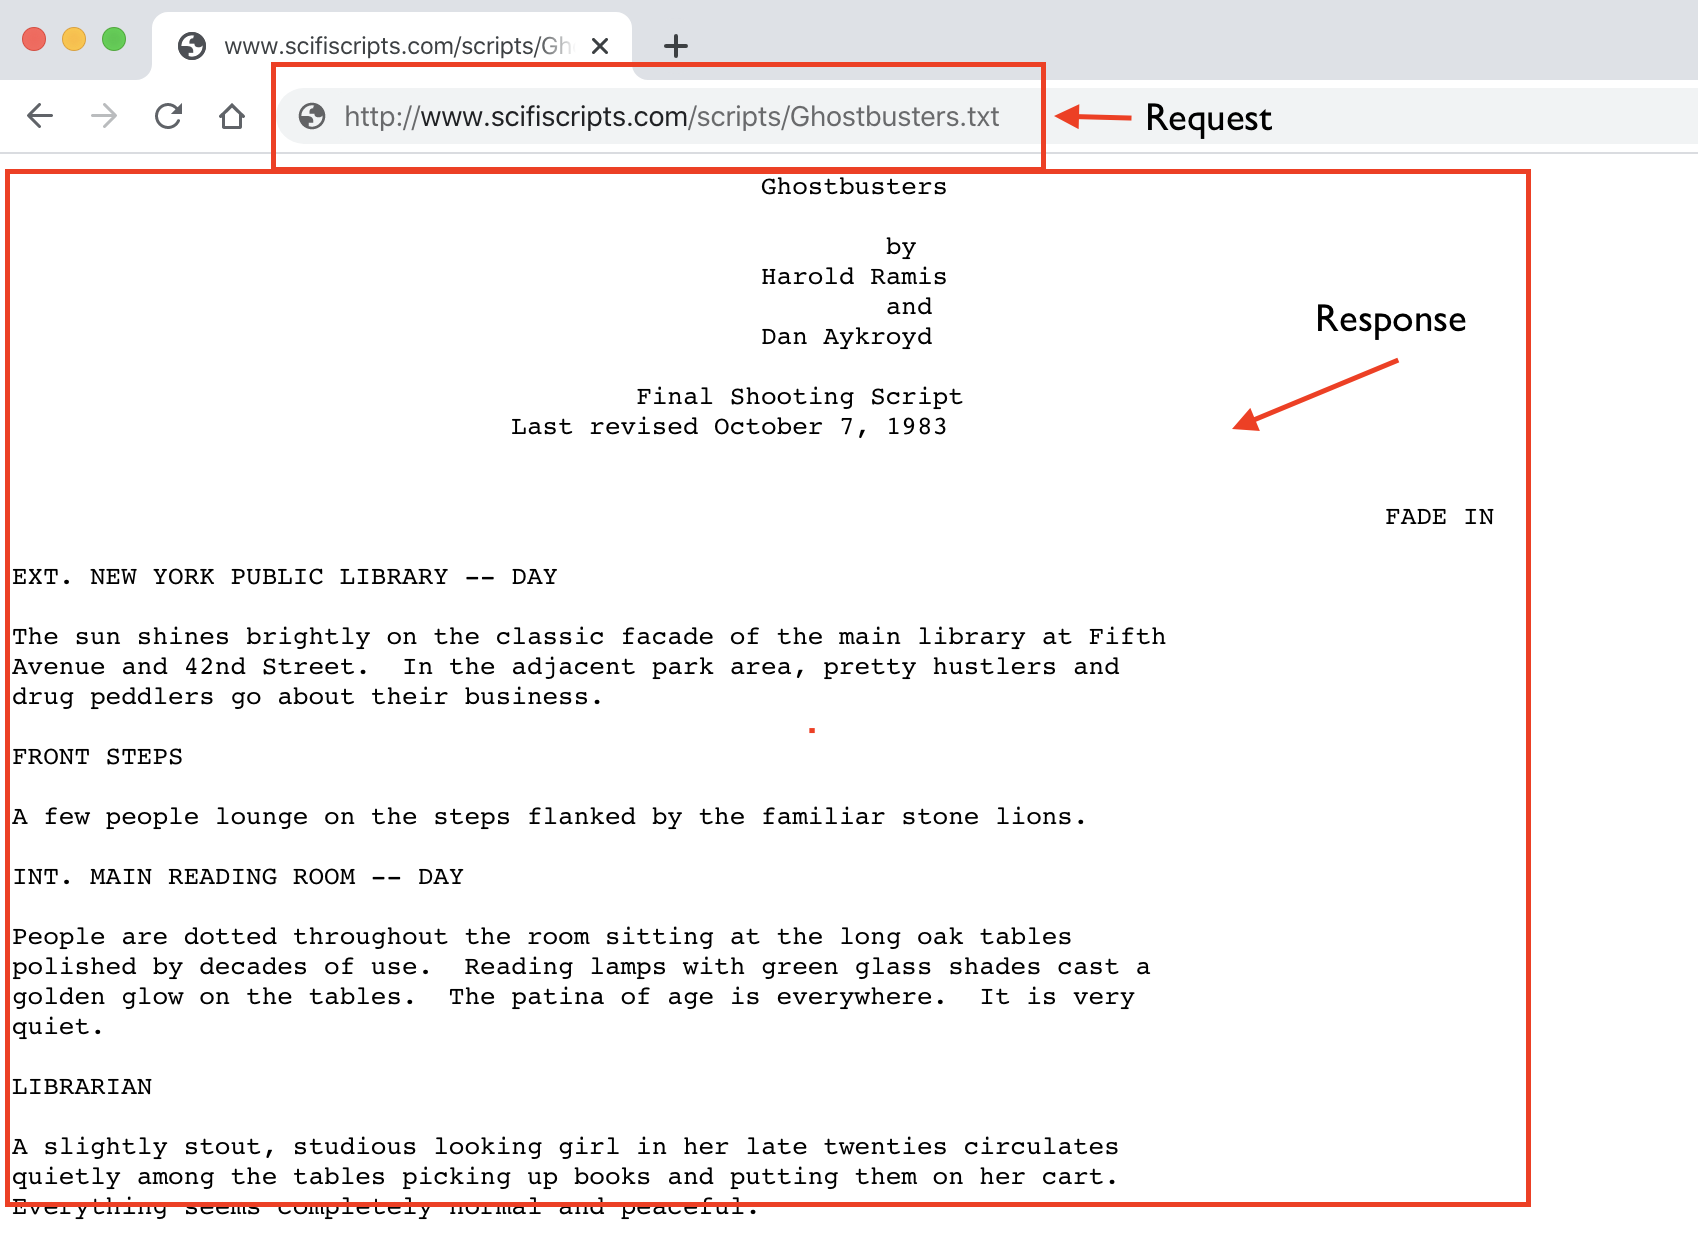 www.scifiscripts.com/scripts/Gh
http://www.scifiscripts.com/scripts/Ghostbusters.txt
Request
Ghostbusters
by
Harold Ramis
and
Dan Aykroyd
Response
Final Shooting Script
Last revised October 7, 1983
FADE IN
EXT. NEW YORK PUBLIC LIBRARY -- DAY
The sun shines brightly on the classic facade of the main library at Fifth
Avenue and 42nd Street.  In the adjacent park area, pretty hustlers and
drug peddlers go about their business.
FRONT STEPS
A few people lounge on the steps flanked by the familiar stone lions.
INT. MAIN READING ROOM -- DAY
People are dotted throughout the room sitting at the long oak tables
polished by decades of use.  Reading lamps with green glass shades cast a
golden glow on the tables.  The patina of age is everywhere.  It is very
quiet.
LIBRARIAN
A slightly stout, studious looking girl in her late twenties circulates
quietly among the tables picking up books and putting them on her cart.
Everything seems completely normal and peaceful.